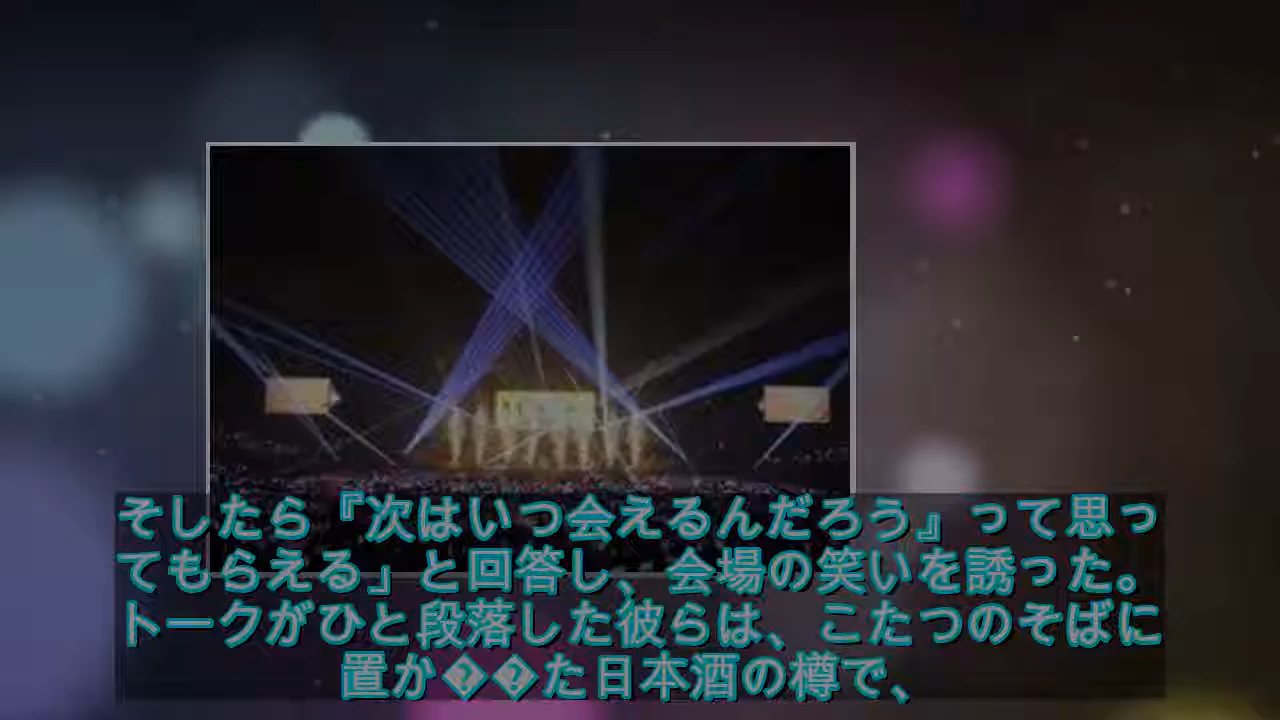 そしたら『次はいつ会えるんだろう』って思っ
てもらえる」と回答し、会場の笑いを誘った。
トークがひと段落した彼らは、こたつのそばに
置か��た日本酒の樽で、